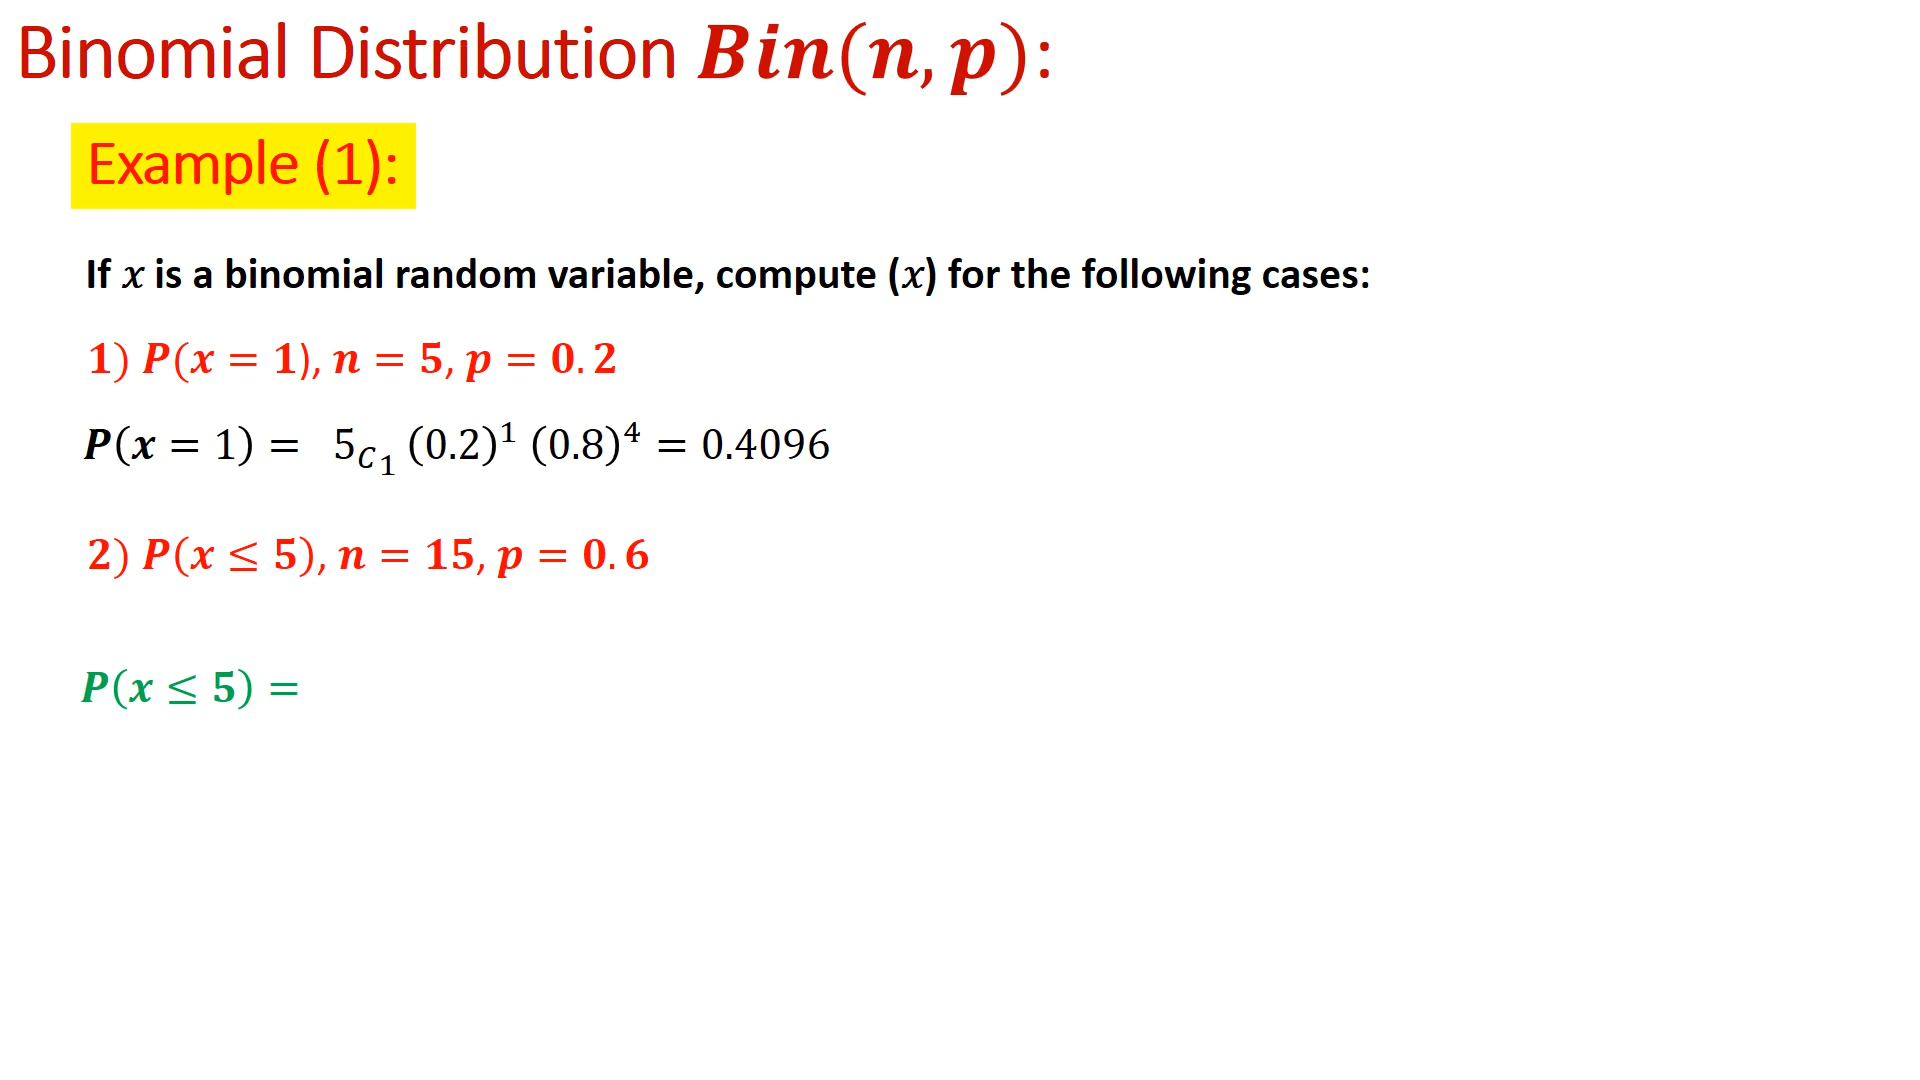 Binomial Distribution Bin(n, p):
Example (1):
If x is a binomial random variable, compute (x) for the following cases:
1) P(x = 1), n = 5, p = 0.2
P(x = 1) = 5C₁ (0.2)¹ (0.8)⁴ = 0.4096
2) P(x ≤ 5), n = 15, p = 0.6
P(x ≤ 5) =